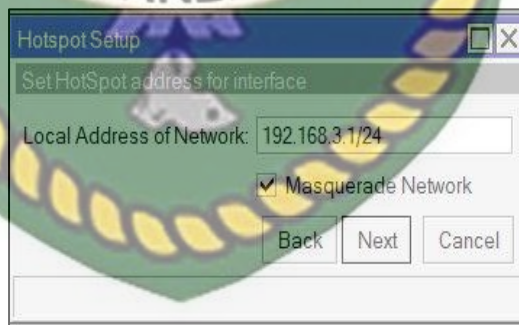 Hotspot Setup
Set HotSpot address for interface
Local Address of Network: 192.168.3.1/24
Masquerade Network
Back Next Cancel